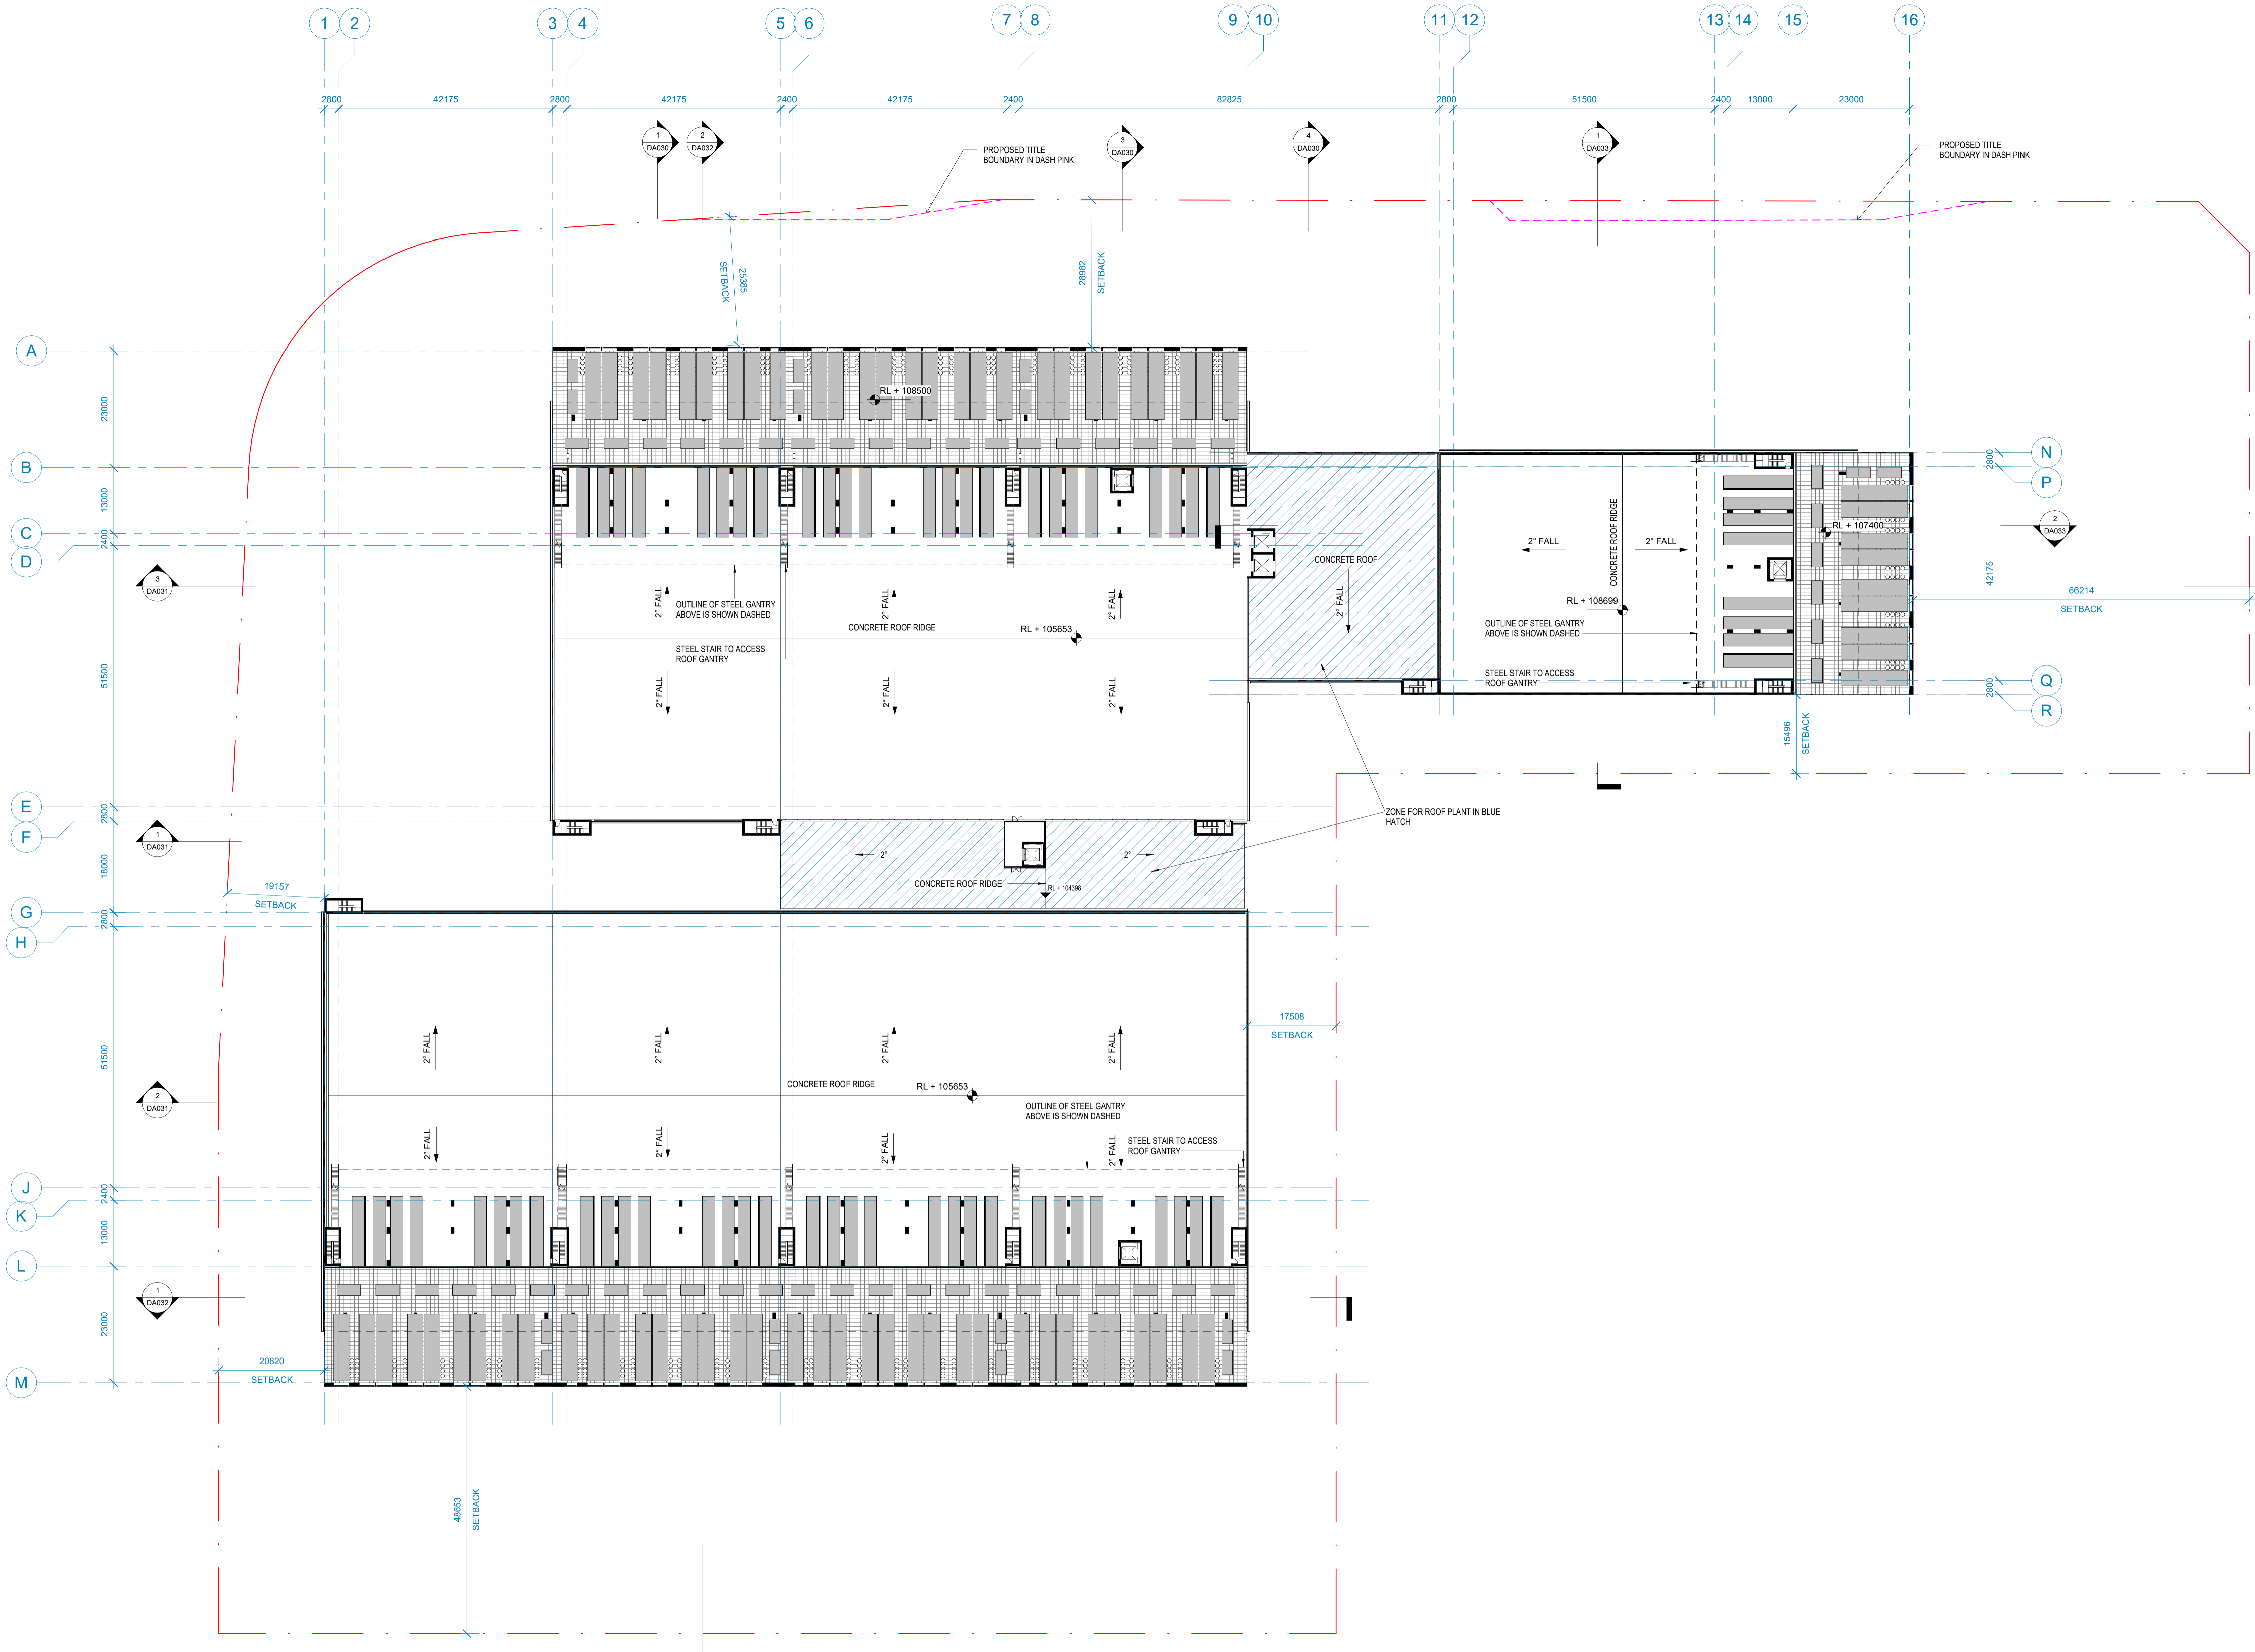 1 2 3 4 5 6 7 8 9 10 11 12 13 14 15 16
2800 42175 2800 42175 2400 42175 2400 82825 2800 51500 2400 13000 23000
1
DA030
2
DA032
3
DA030
4
DA030
1
DA033
PROPOSED TITLE
BOUNDARY IN DASH PINK
PROPOSED TITLE
BOUNDARY IN DASH PINK
25385
SETBACK
28982
SETBACK
A
23000
B
13000
C
2400
D
51500
E
2800
F
18000
G
2800
H
51500
J
2400
K
13000
L
23000
M
3
DA031
1
DA031
2
DA031
1
DA032
RL + 108500
OUTLINE OF STEEL GANTRY
ABOVE IS SHOWN DASHED
2° FALL
2° FALL
2° FALL
CONCRETE ROOF RIDGE
RL + 105653
STEEL STAIR TO ACCESS
ROOF GANTRY
2° FALL
2° FALL
2° FALL
CONCRETE ROOF
2° FALL
2° FALL
2° FALL
CONCRETE ROOF RIDGE
RL + 108699
RL + 107400
OUTLINE OF STEEL GANTRY
ABOVE IS SHOWN DASHED
STEEL STAIR TO ACCESS
ROOF GANTRY
N
2800
P
42175
Q
2800
R
2
DA033
66214
SETBACK
15496
SETBACK
ZONE FOR ROOF PLANT IN BLUE
HATCH
2°
2°
CONCRETE ROOF RIDGE
RL + 104398
19157
SETBACK
17508
SETBACK
2° FALL
2° FALL
2° FALL
2° FALL
CONCRETE ROOF RIDGE
RL + 105653
OUTLINE OF STEEL GANTRY
ABOVE IS SHOWN DASHED
STEEL STAIR TO ACCESS
ROOF GANTRY
2° FALL
2° FALL
2° FALL
2° FALL
20820
SETBACK
48653
SETBACK